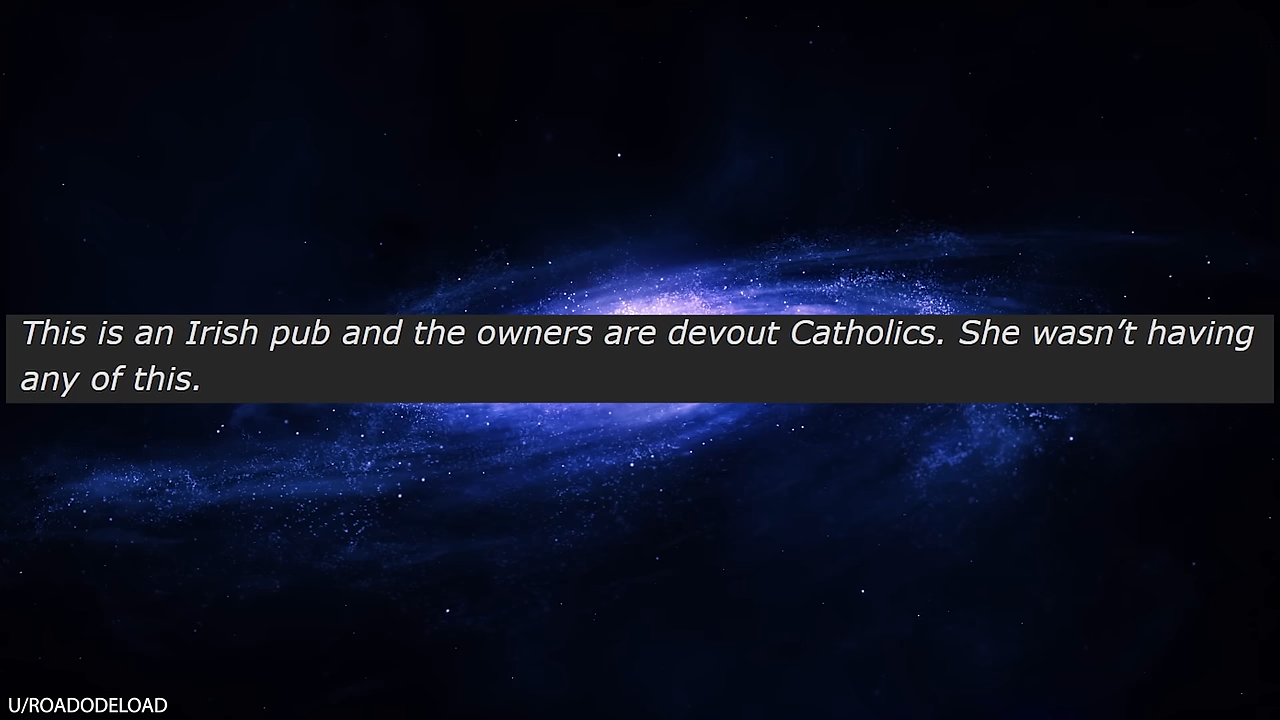 This is an Irish pub and the owners are devout Catholics. She wasn’t having
any of this.
U/ROADODELOAD